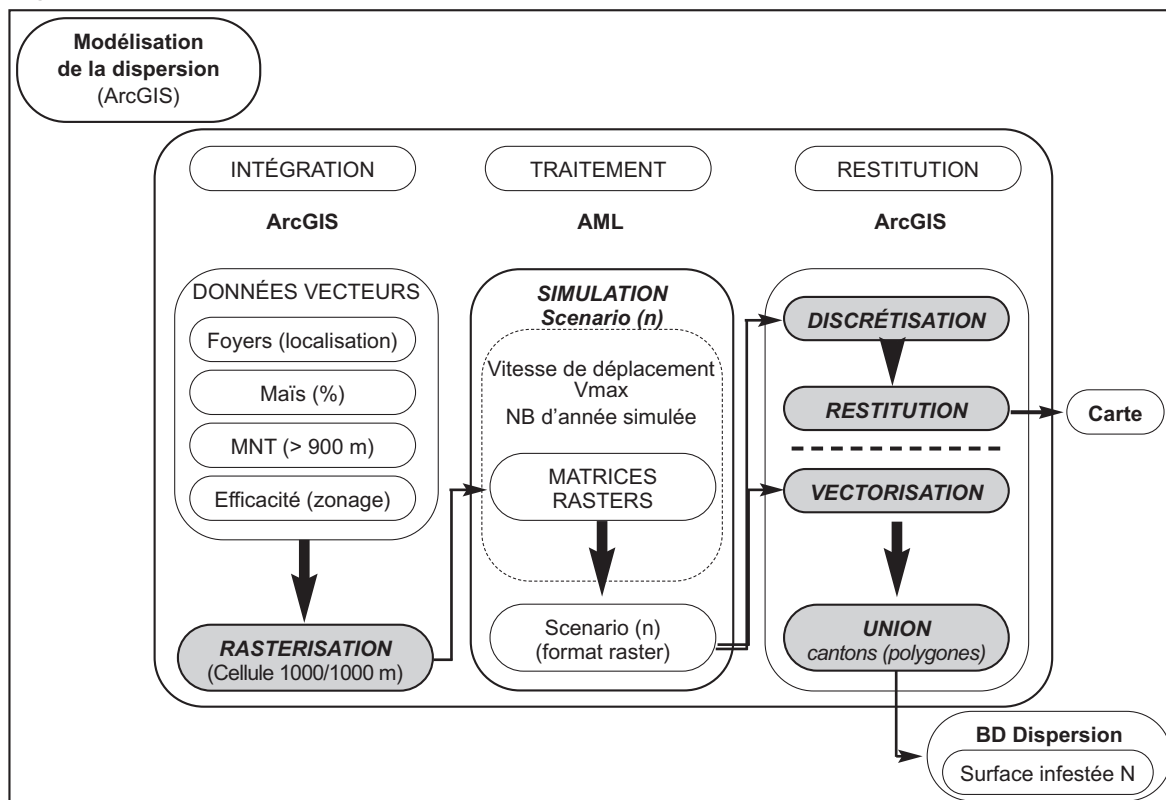 Modélisation
de la dispersion
(ArcGIS)
INTÉGRATION
ArcGIS
DONNÉES VECTEURS
Foyers (localisation)
Maïs (%)
MNT (> 900 m)
Efficacité (zonage)
RASTERISATION
(Cellule 1000/1000 m)
TRAITEMENT
AML
SIMULATION
Scenario (n)
Vitesse de déplacement
Vmax
NB d'année simulée
MATRICES
RASTERS
Scenario (n)
(format raster)
RESTITUTION
ArcGIS
DISCRÉTISATION
RESTITUTION
VECTORISATION
UNION
cantons (polygones)
Carte
BD Dispersion
Surface infestée N